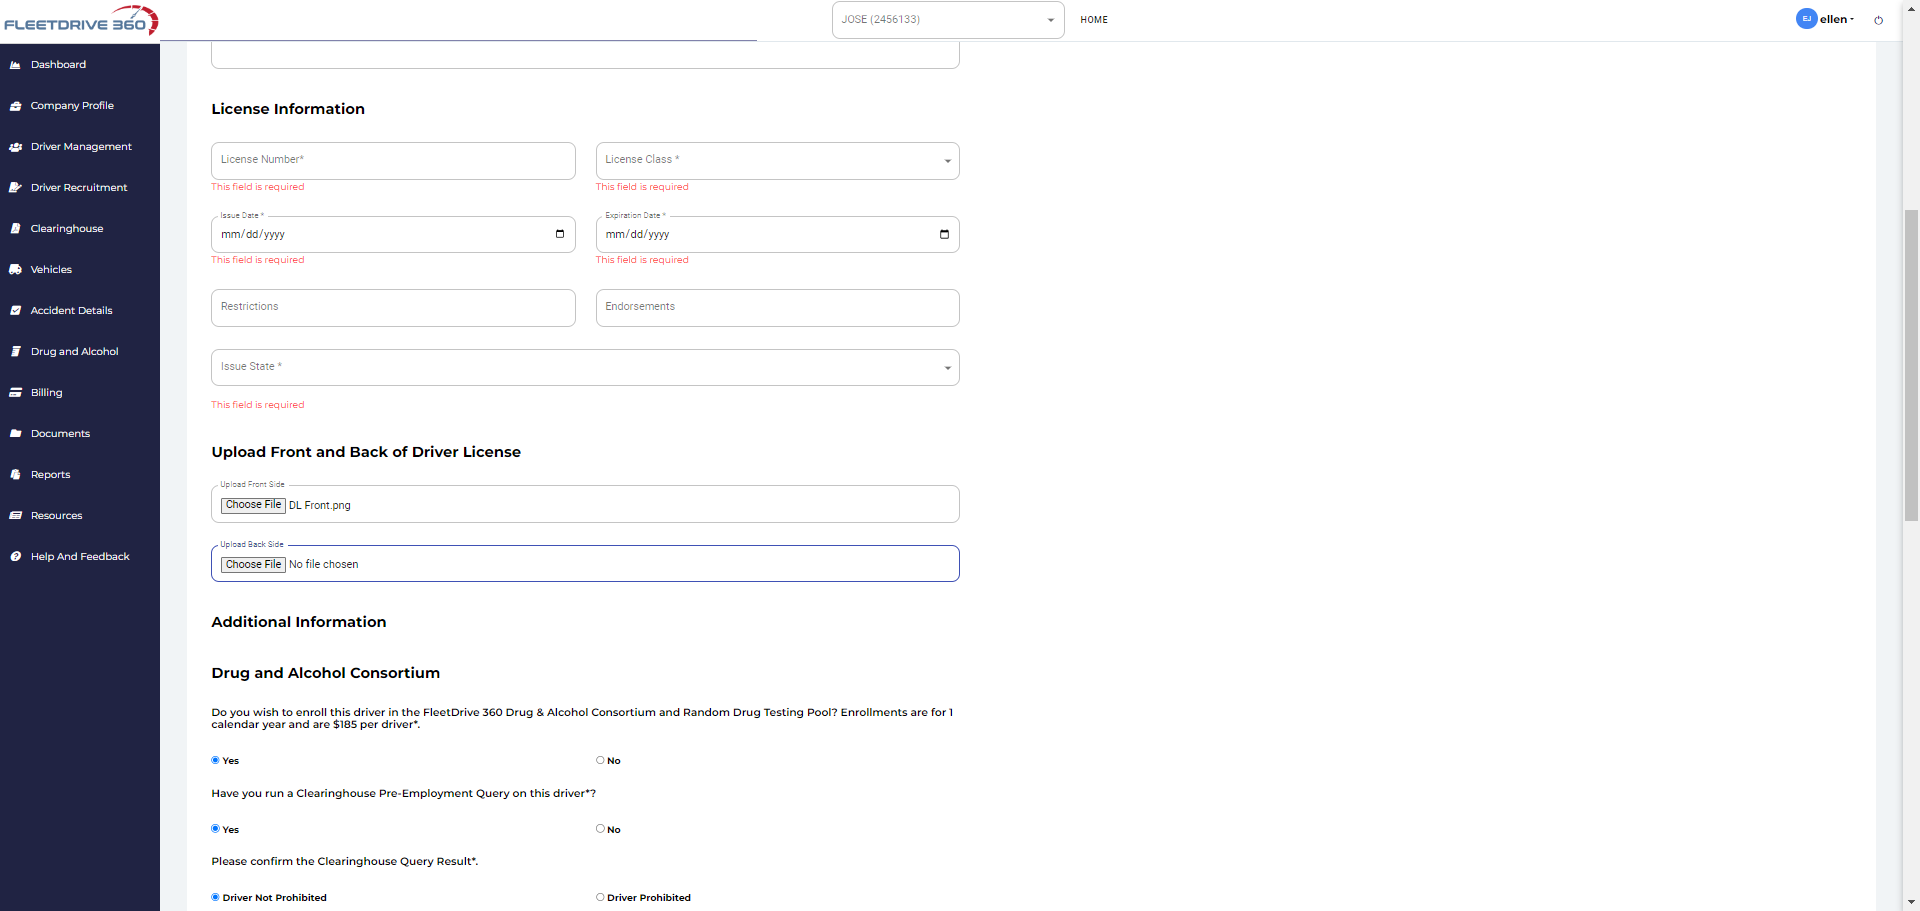 FLEETDRIVE 360
JOSE (2456133)
HOME
EJ
ellen
Dashboard
Company Profile
Driver Management
Driver Recruitment
Clearinghouse
Vehicles
Accident Details
Drug and Alcohol
Billing
Documents
Reports
Resources
Help And Feedback
License Information
License Number*
License Class *
This field is required
This field is required
Issue Date *
Expiration Date *
mm/dd/yyyy
mm/dd/yyyy
This field is required
This field is required
Restrictions
Endorsements
Issue State *
This field is required
Upload Front and Back of Driver License
Upload Front Side
Choose File DL Front.png
Upload Back Side
Choose File No file chosen
Additional Information
Drug and Alcohol Consortium
Do you wish to enroll this driver in the FleetDrive 360 Drug & Alcohol Consortium and Random Drug Testing Pool? Enrollments are for 1
calendar year and are $185 per driver*.
Yes
No
Have you run a Clearinghouse Pre-Employment Query on this driver*?
Yes
No
Please confirm the Clearinghouse Query Result*.
Driver Not Prohibited
Driver Prohibited